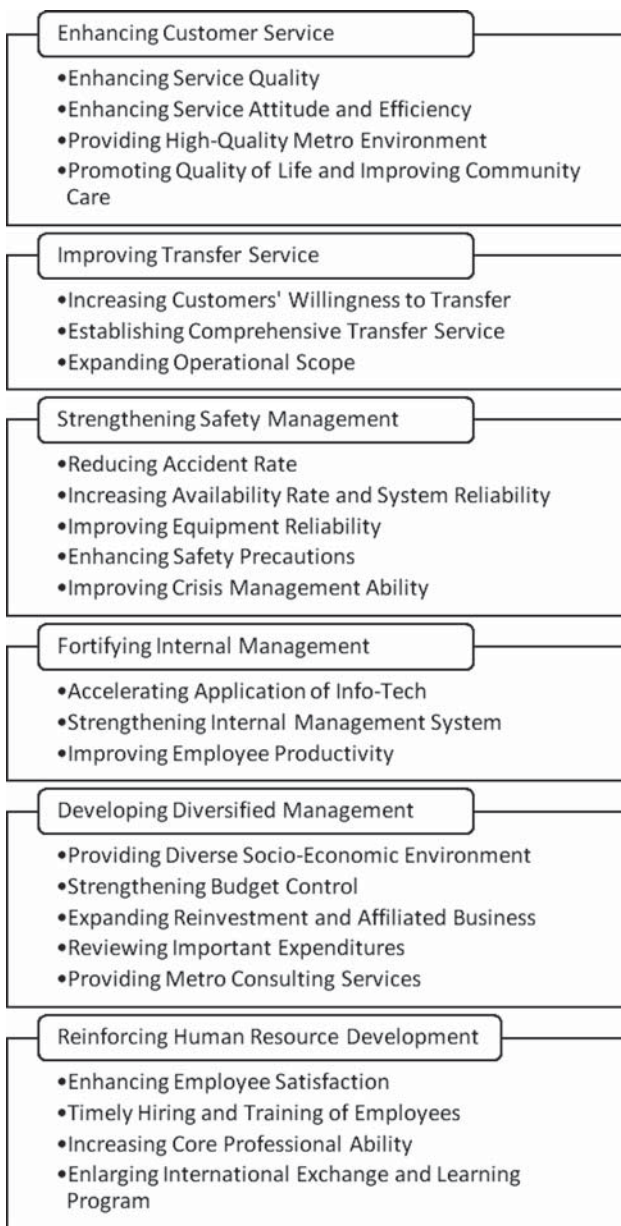 Enhancing Customer Service
•Enhancing Service Quality
•Enhancing Service Attitude and Efficiency
•Providing High-Quality Metro Environment
•Promoting Quality of Life and Improving Community
Care
Improving Transfer Service
•Increasing Customers' Willingness to Transfer
•Establishing Comprehensive Transfer Service
•Expanding Operational Scope
Strengthening Safety Management
•Reducing Accident Rate
•Increasing Availability Rate and System Reliability
•Improving Equipment Reliability
•Enhancing Safety Precautions
•Improving Crisis Management Ability
Fortifying Internal Management
•Accelerating Application of Info-Tech
•Strengthening Internal Management System
•Improving Employee Productivity
Developing Diversified Management
•Providing Diverse Socio-Economic Environment
•Strengthening Budget Control
•Expanding Reinvestment and Affiliated Business
•Reviewing Important Expenditures
•Providing Metro Consulting Services
Reinforcing Human Resource Development
•Enhancing Employee Satisfaction
•Timely Hiring and Training of Employees
•Increasing Core Professional Ability
•Enlarging International Exchange and Learning
Program